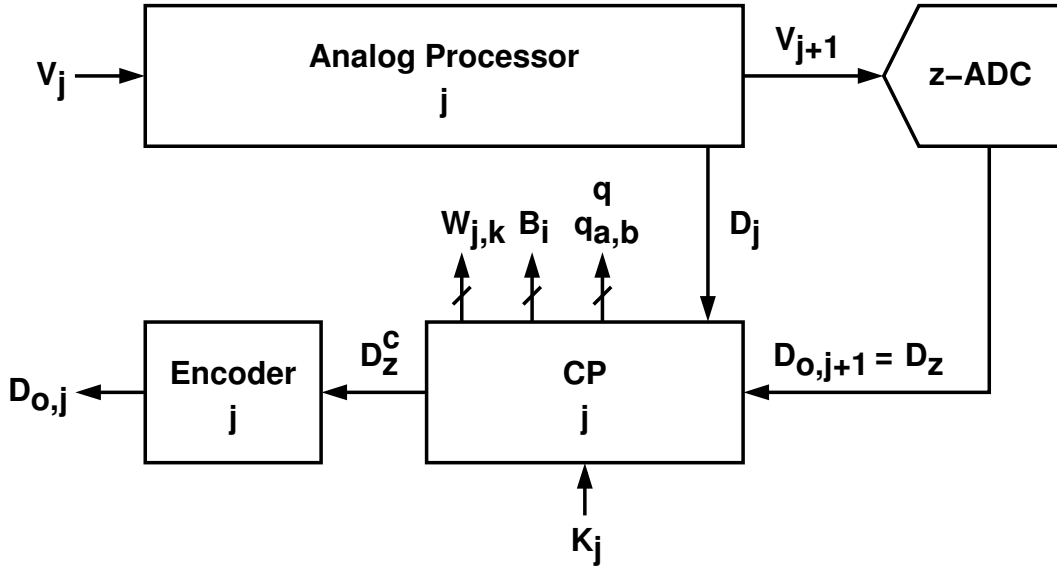 V_j
Analog Processor
j
V_{j+1}
z-ADC
W_{j,k}
B_i
q
q_{a,b}
D_j
Encoder
j
D_{o,j}
D_z^c
CP
j
D_{o,j+1} = D_z
K_j